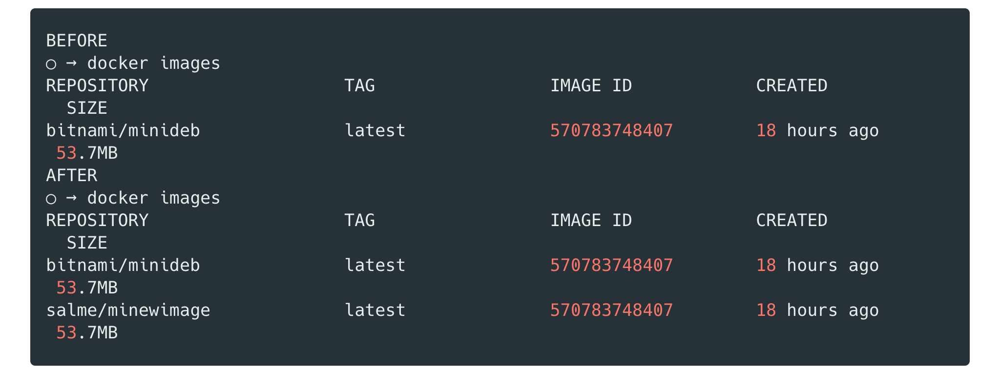 BEFORE
○ → docker images
REPOSITORY TAG IMAGE ID CREATED
SIZE
bitnami/minideb latest 570783748407 18 hours ago
53.7MB
AFTER
○ → docker images
REPOSITORY TAG IMAGE ID CREATED
SIZE
bitnami/minideb latest 570783748407 18 hours ago
53.7MB
salme/minewimage latest 570783748407 18 hours ago
53.7MB